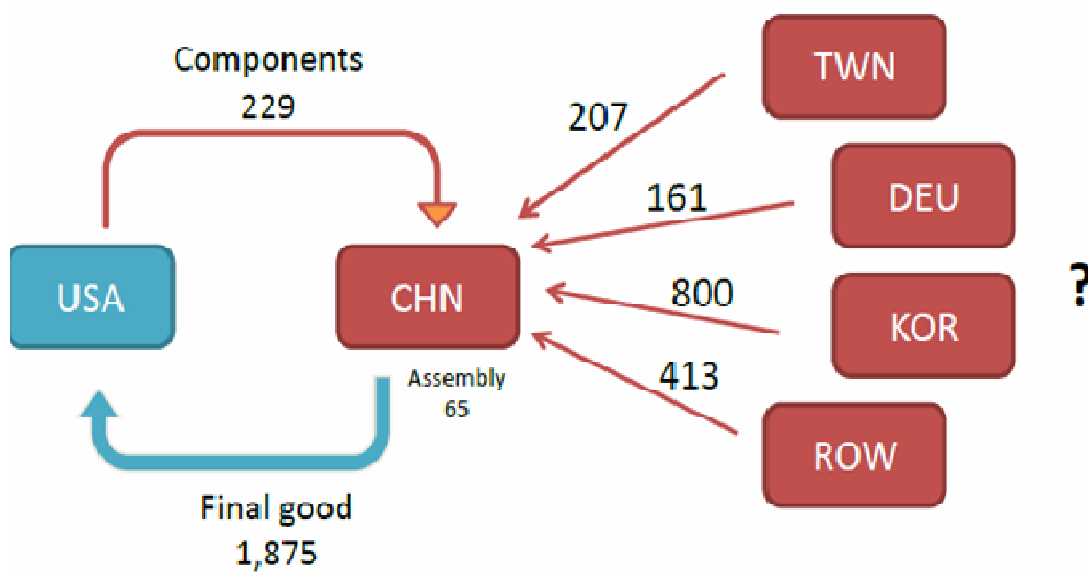 Components
229
TWN
207
DEU
161
USA
CHN
800
KOR
?
Assembly
65
413
ROW
Final good
1,875